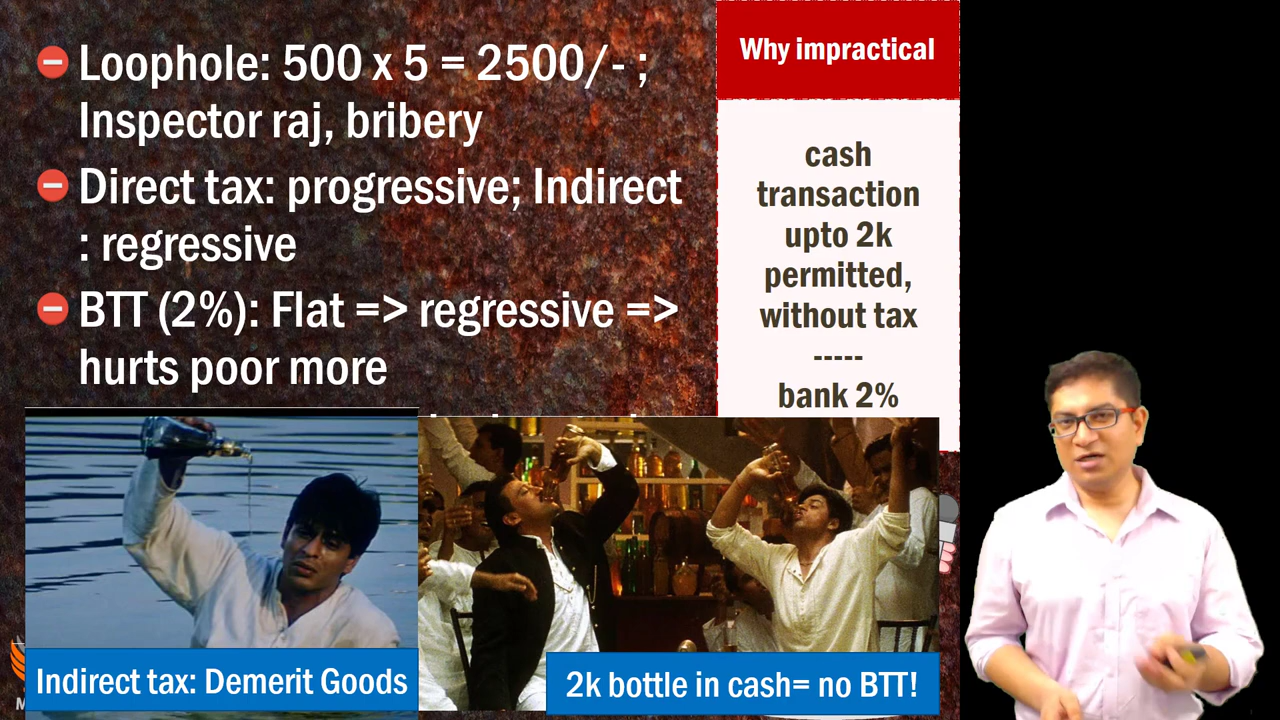 Loophole: 500 x 5 = 2500/- ;
Inspector raj, bribery
Direct tax: progressive; Indirect
: regressive
BTT (2%): Flat => regressive =>
hurts poor more
Why impractical
cash
transaction
upto 2k
permitted,
without tax
-----
bank 2%
Indirect tax: Demerit Goods
2k bottle in cash= no BTT!